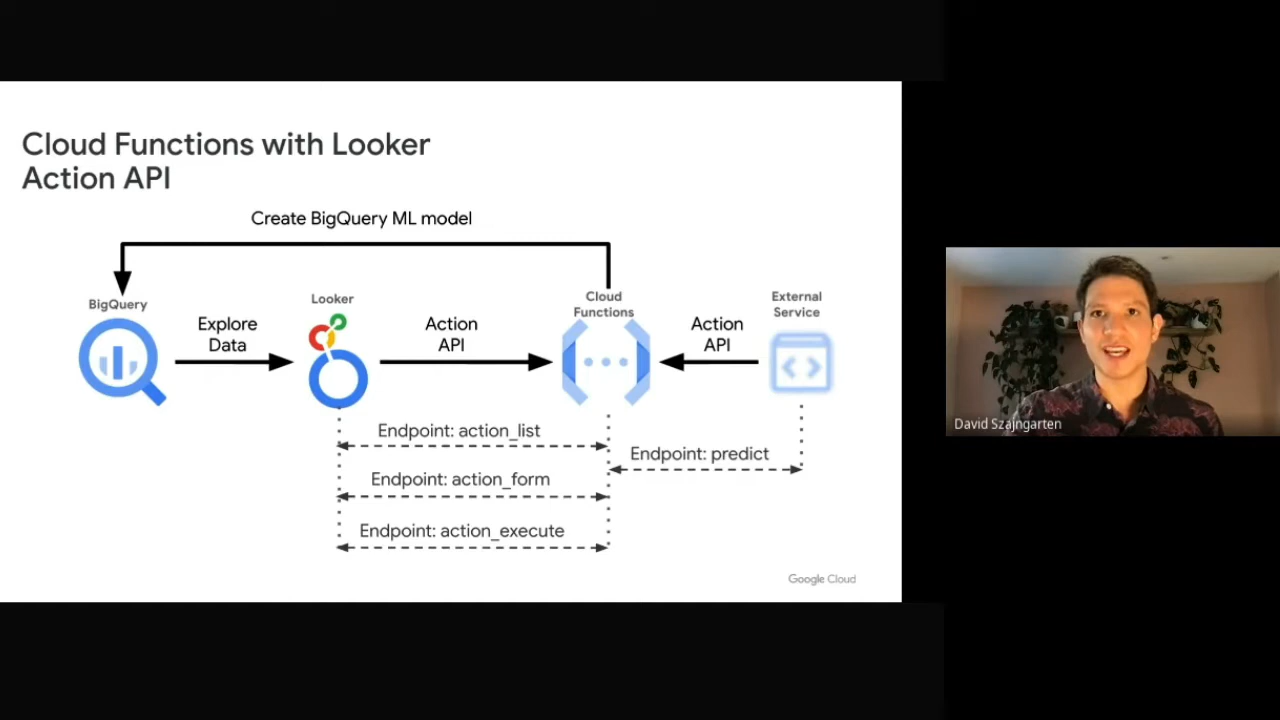 Cloud Functions with Looker
Action API
Create BigQuery ML model
BigQuery
Explore
Data
Looker
Action
API
Cloud
Functions
Action
API
External
Service
Endpoint: action_list
Endpoint: predict
Endpoint: action_form
Endpoint: action_execute
Google Cloud
David Szajngarten